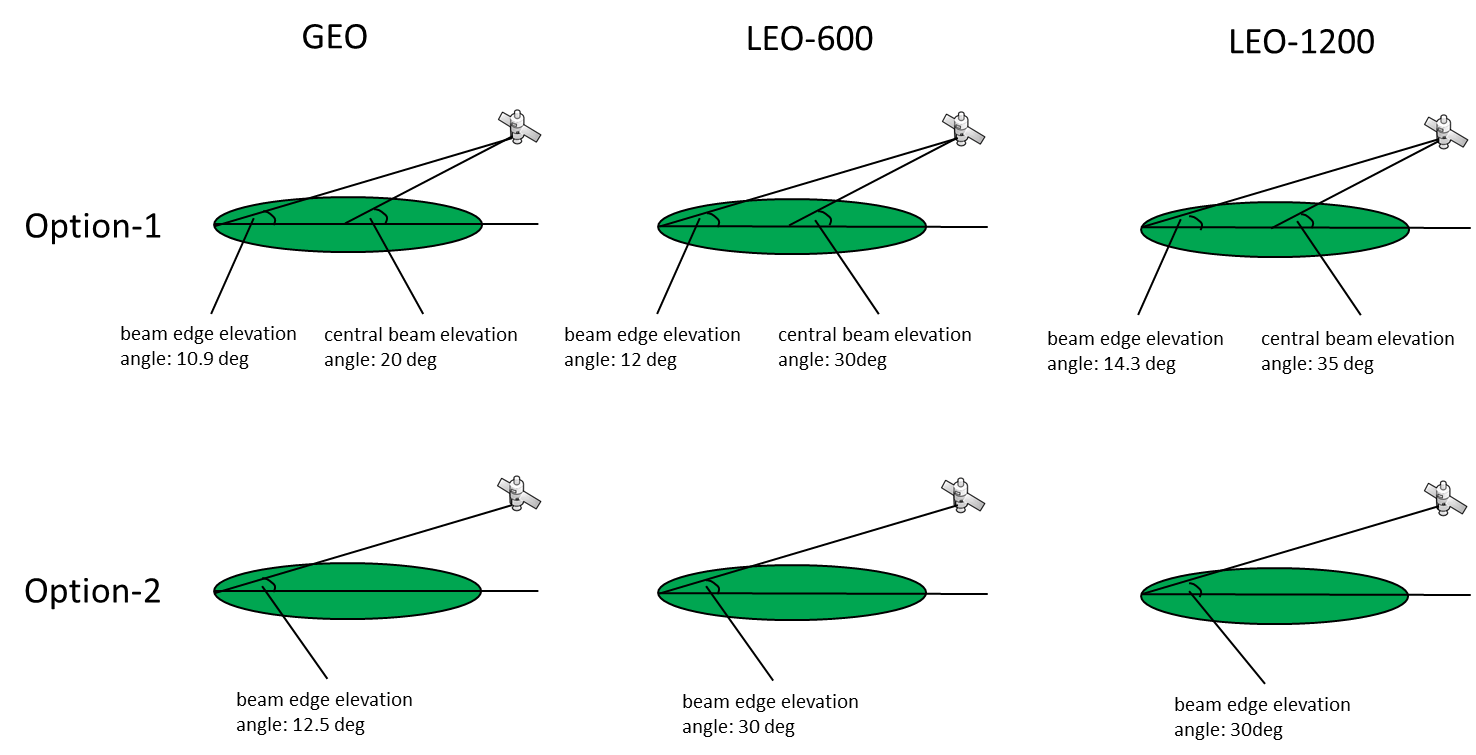 GEO
LEO-600
LEO-1200
Option-1
beam edge elevation
angle: 10.9 deg
central beam elevation
angle: 20 deg
beam edge elevation
angle: 12 deg
central beam elevation
angle: 30deg
beam edge elevation
angle: 14.3 deg
central beam elevation
angle: 35 deg
Option-2
beam edge elevation
angle: 12.5 deg
beam edge elevation
angle: 30 deg
beam edge elevation
angle: 30deg